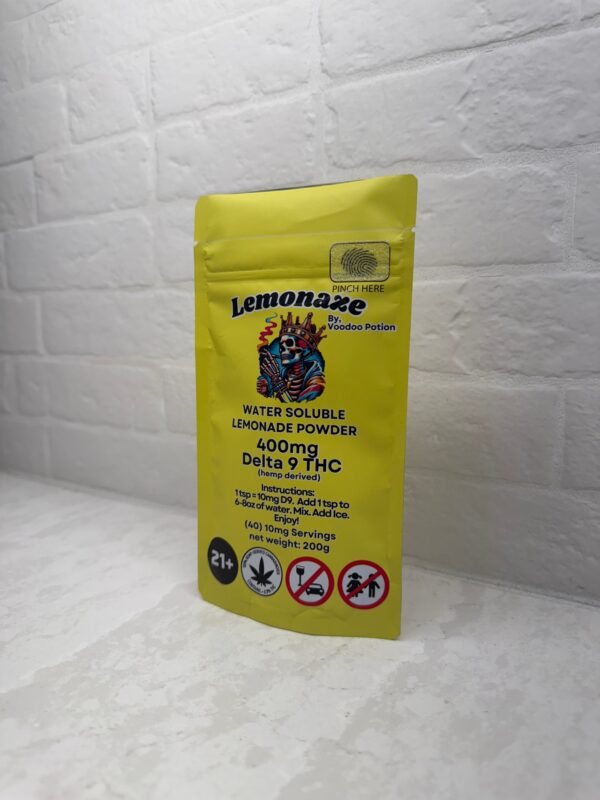 PINCH HERE
Lemonaze
By,
Voodoo Potion
WATER SOLUBLE
LEMONADE POWDER
400mg
Delta 9 THC
(hemp derived)
Instructions:
1 tsp = 10mg D9. Add 1 tsp to
6-8oz of water. Mix. Add Ice.
Enjoy!
(40) 10mg Servings
net weight: 200g
21+